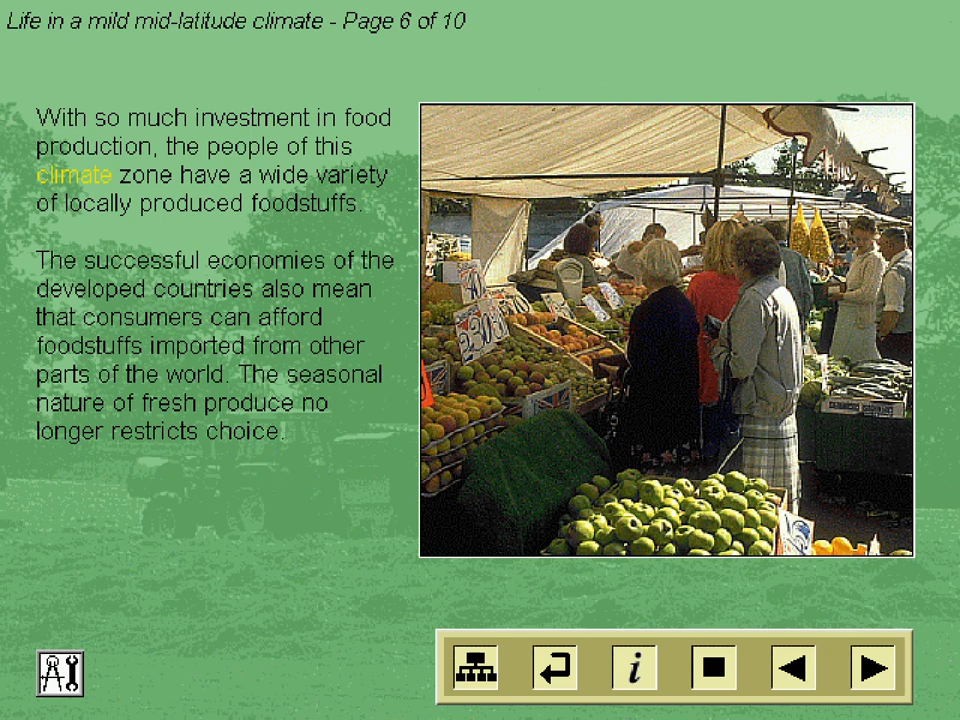 Life in a mild mid-latitude climate - Page 6 of 10
With so much investment in food
production, the people of this
climate zone have a wide variety
of locally produced foodstuffs.
The successful economies of the
developed countries also mean
that consumers can afford
foodstuffs imported from other
parts of the world. The seasonal
nature of fresh produce no
longer restricts choice.
i